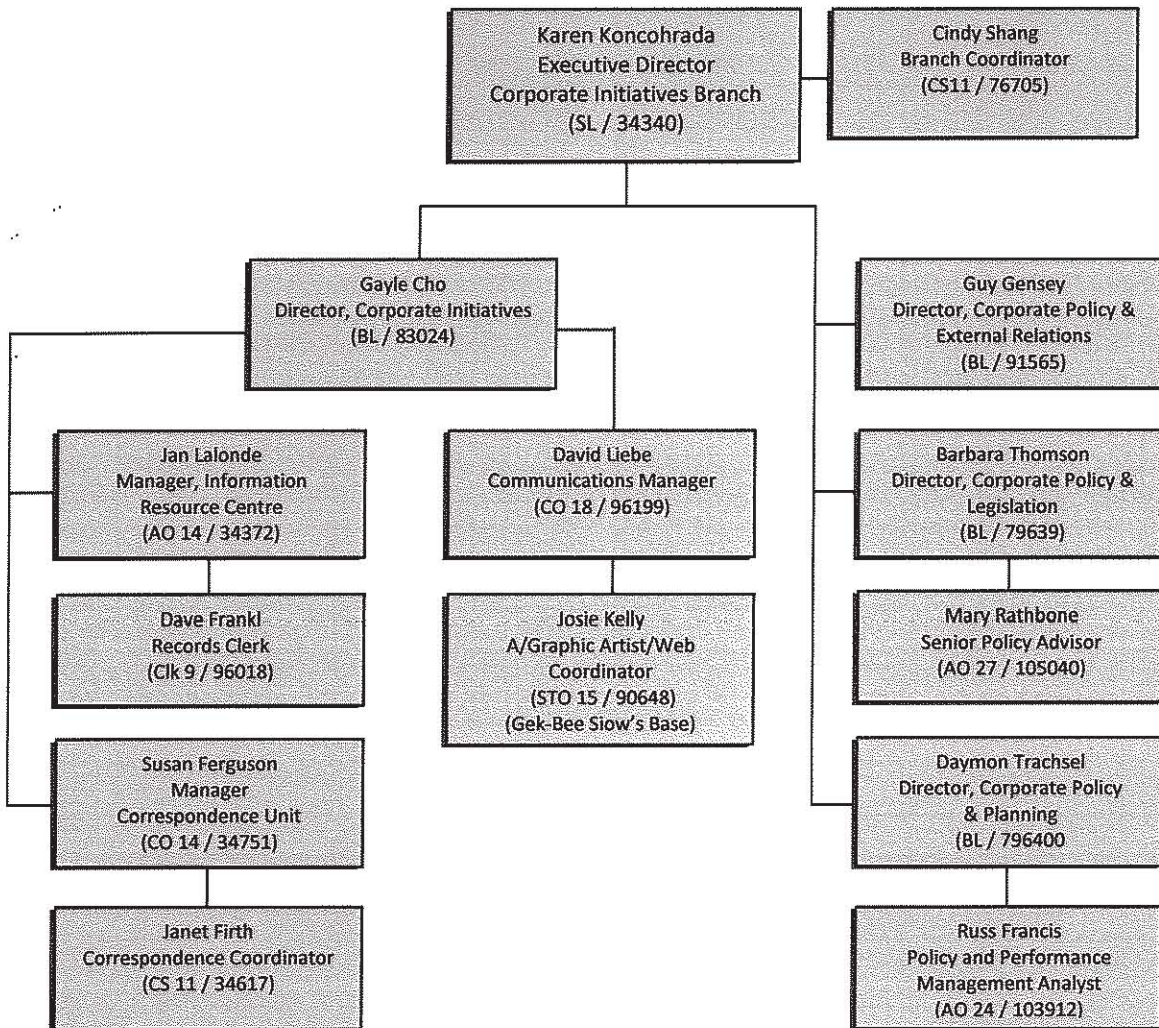 Karen Koncohrada
Executive Director
Corporate Initiatives Branch
(SL / 34340)
Cindy Shang
Branch Coordinator
(CS11 / 76705)
Gayle Cho
Director, Corporate Initiatives
(BL / 83024)
Guy Gensey
Director, Corporate Policy &
External Relations
(BL / 91565)
Jan Lalonde
Manager, Information
Resource Centre
(AO 14 / 34372)
David Liebe
Communications Manager
(CO 18 / 96199)
Barbara Thomson
Director, Corporate Policy &
Legislation
(BL / 79639)
Dave Frankl
Records Clerk
(Clk 9 / 96018)
Josie Kelly
A/Graphic Artist/Web
Coordinator
(STO 15 / 90648)
(Gek-Bee Siow's Base)
Mary Rathbone
Senior Policy Advisor
(AO 27 / 105040)
Susan Ferguson
Manager
Correspondence Unit
(CO 14 / 34751)
Daymon Trachsel
Director, Corporate Policy
& Planning
(BL / 796400
Janet Firth
Correspondence Coordinator
(CS 11 / 34617)
Russ Francis
Policy and Performance
Management Analyst
(AO 24 / 103912)